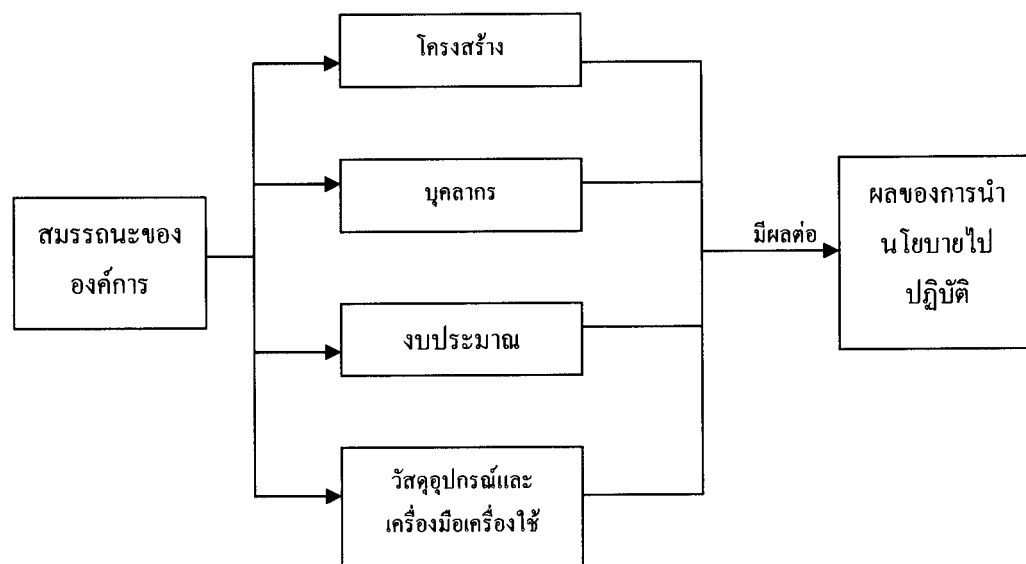 โครงสร้าง
บุคลากร
สมรรถนะของ
องค์การ
งบประมาณ
วัสดุอุปกรณ์และ
เครื่องมือเครื่องใช้
มีผลต่อ
ผลของการนำ
นโยบายไป
ปฏิบัติ